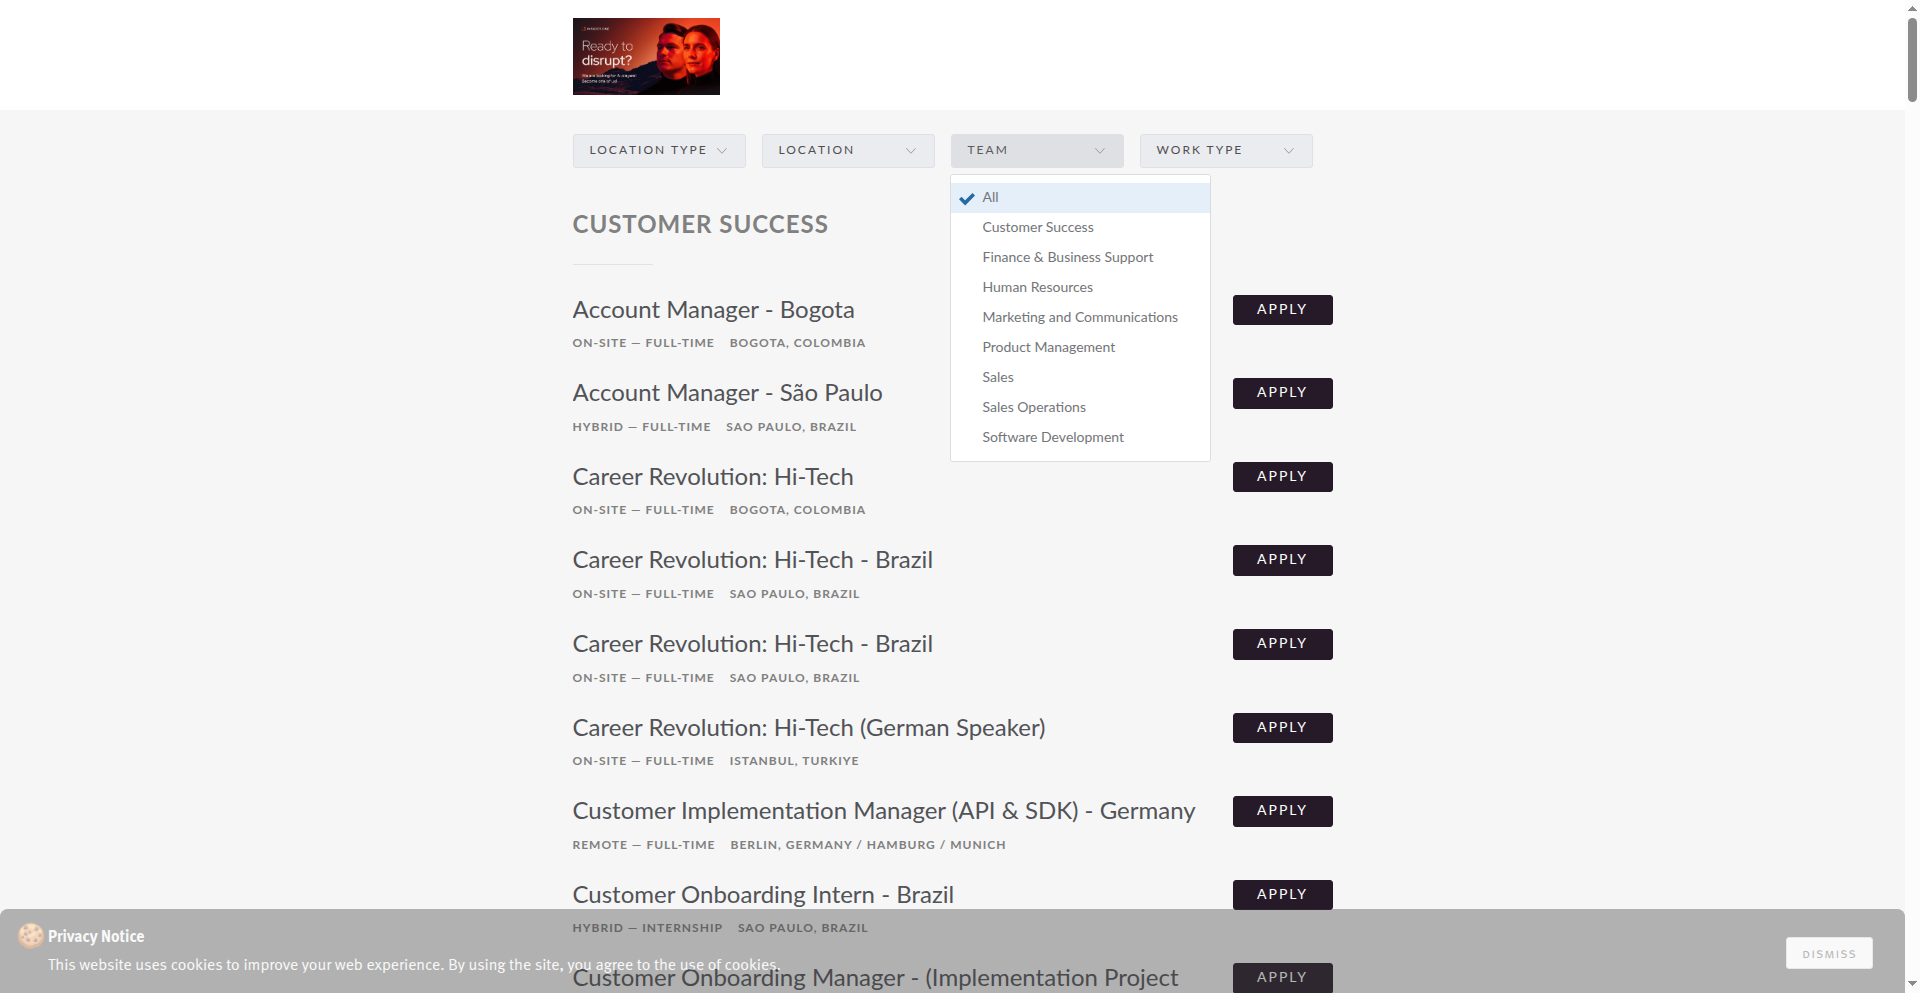 Ready to
disrupt?
LOCATION TYPE
LOCATION
TEAM
WORK TYPE
All
Customer Success
Finance & Business Support
Human Resources
Marketing and Communications
Product Management
Sales
Sales Operations
Software Development
CUSTOMER SUCCESS
Account Manager - Bogota
APPLY
ON-SITE — FULL-TIME BOGOTA, COLOMBIA
Account Manager - São Paulo
APPLY
HYBRID — FULL-TIME SAO PAULO, BRAZIL
Career Revolution: Hi-Tech
APPLY
ON-SITE — FULL-TIME BOGOTA, COLOMBIA
Career Revolution: Hi-Tech - Brazil
APPLY
ON-SITE — FULL-TIME SAO PAULO, BRAZIL
Career Revolution: Hi-Tech - Brazil
APPLY
ON-SITE — FULL-TIME SAO PAULO, BRAZIL
Career Revolution: Hi-Tech (German Speaker)
APPLY
ON-SITE — FULL-TIME ISTANBUL, TURKIYE
Customer Implementation Manager (API & SDK) - Germany
APPLY
REMOTE — FULL-TIME BERLIN, GERMANY / HAMBURG / MUNICH
Customer Onboarding Intern - Brazil
APPLY
HYBRID — INTERNSHIP SAO PAULO, BRAZIL
Customer Onboarding Manager - (Implementation Project
APPLY
Privacy Notice
This website uses cookies to improve your web experience. By using the site, you agree to the use of cookies.
DISMISS